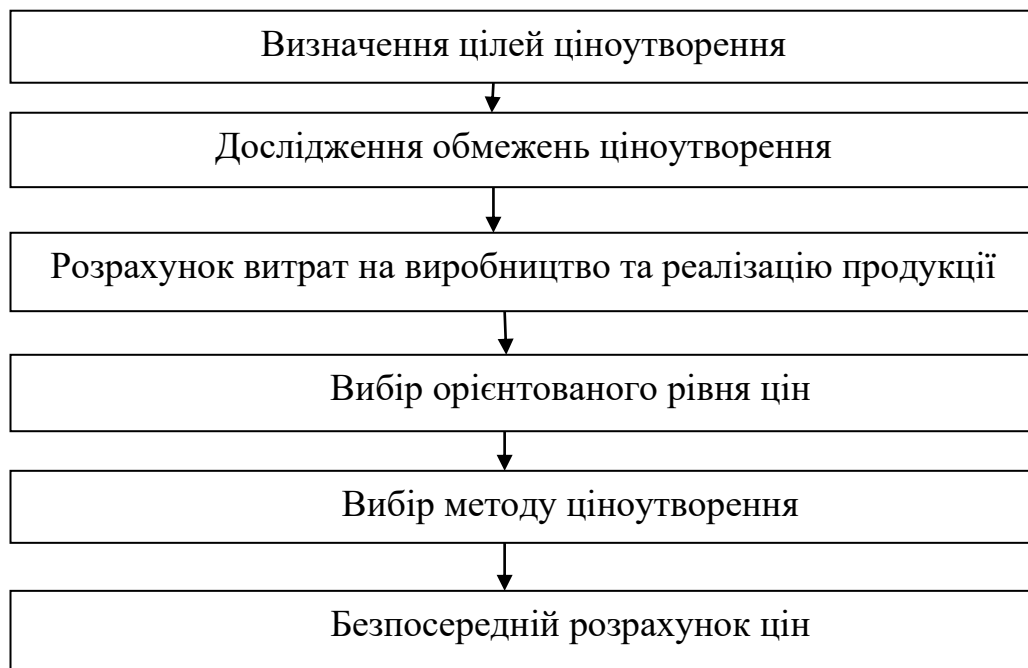 Визначення цілей ціноутворення
Дослідження обмежень ціноутворення
Розрахунок витрат на виробництво та реалізацію продукції
Вибір орієнтованого рівня цін
Вибір методу ціноутворення
Безпосередній розрахунок цін